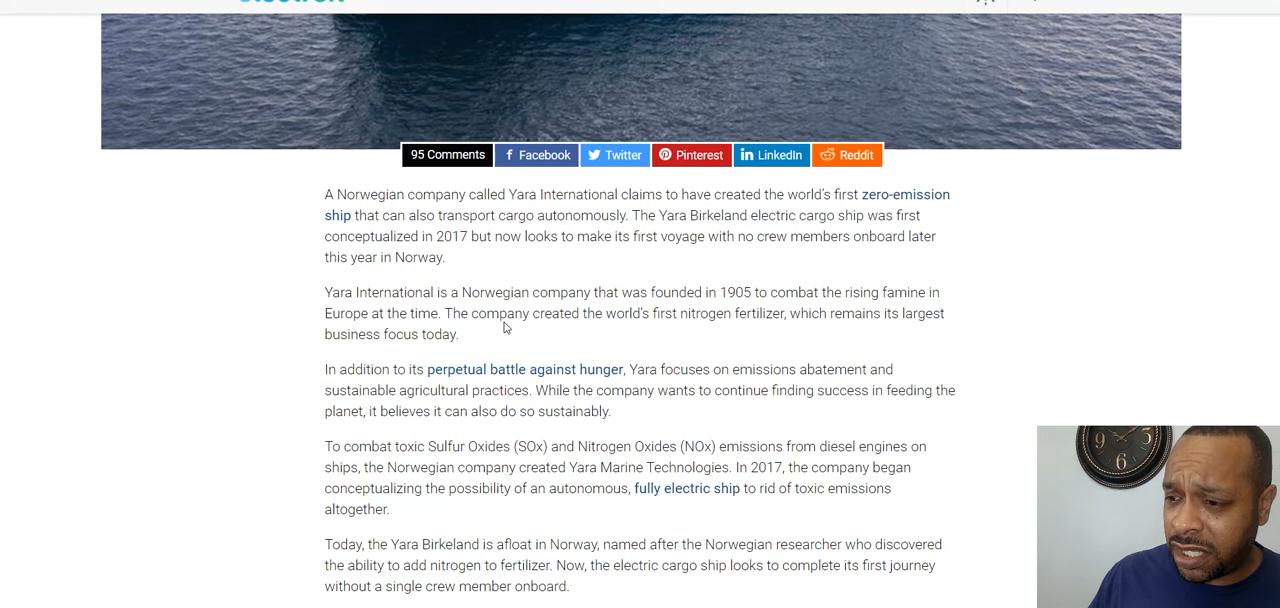 95 Comments Facebook Twitter Pinterest LinkedIn Reddit
A Norwegian company called Yara International claims to have created the world's first zero-emission
ship that can also transport cargo autonomously. The Yara Birkeland electric cargo ship was first
conceptualized in 2017 but now looks to make its first voyage with no crew members onboard later
this year in Norway.
Yara International is a Norwegian company that was founded in 1905 to combat the rising famine in
Europe at the time. The company created the world's first nitrogen fertilizer, which remains its largest
business focus today.
In addition to its perpetual battle against hunger, Yara focuses on emissions abatement and
sustainable agricultural practices. While the company wants to continue finding success in feeding the
planet, it believes it can also do so sustainably.
To combat toxic Sulfur Oxides (SOx) and Nitrogen Oxides (NOx) emissions from diesel engines on
ships, the Norwegian company created Yara Marine Technologies. In 2017, the company began
conceptualizing the possibility of an autonomous, fully electric ship to rid of toxic emissions
altogether.
Today, the Yara Birkeland is afloat in Norway, named after the Norwegian researcher who discovered
the ability to add nitrogen to fertilizer. Now, the electric cargo ship looks to complete its first journey
without a single crew member onboard.
9 3
6 5